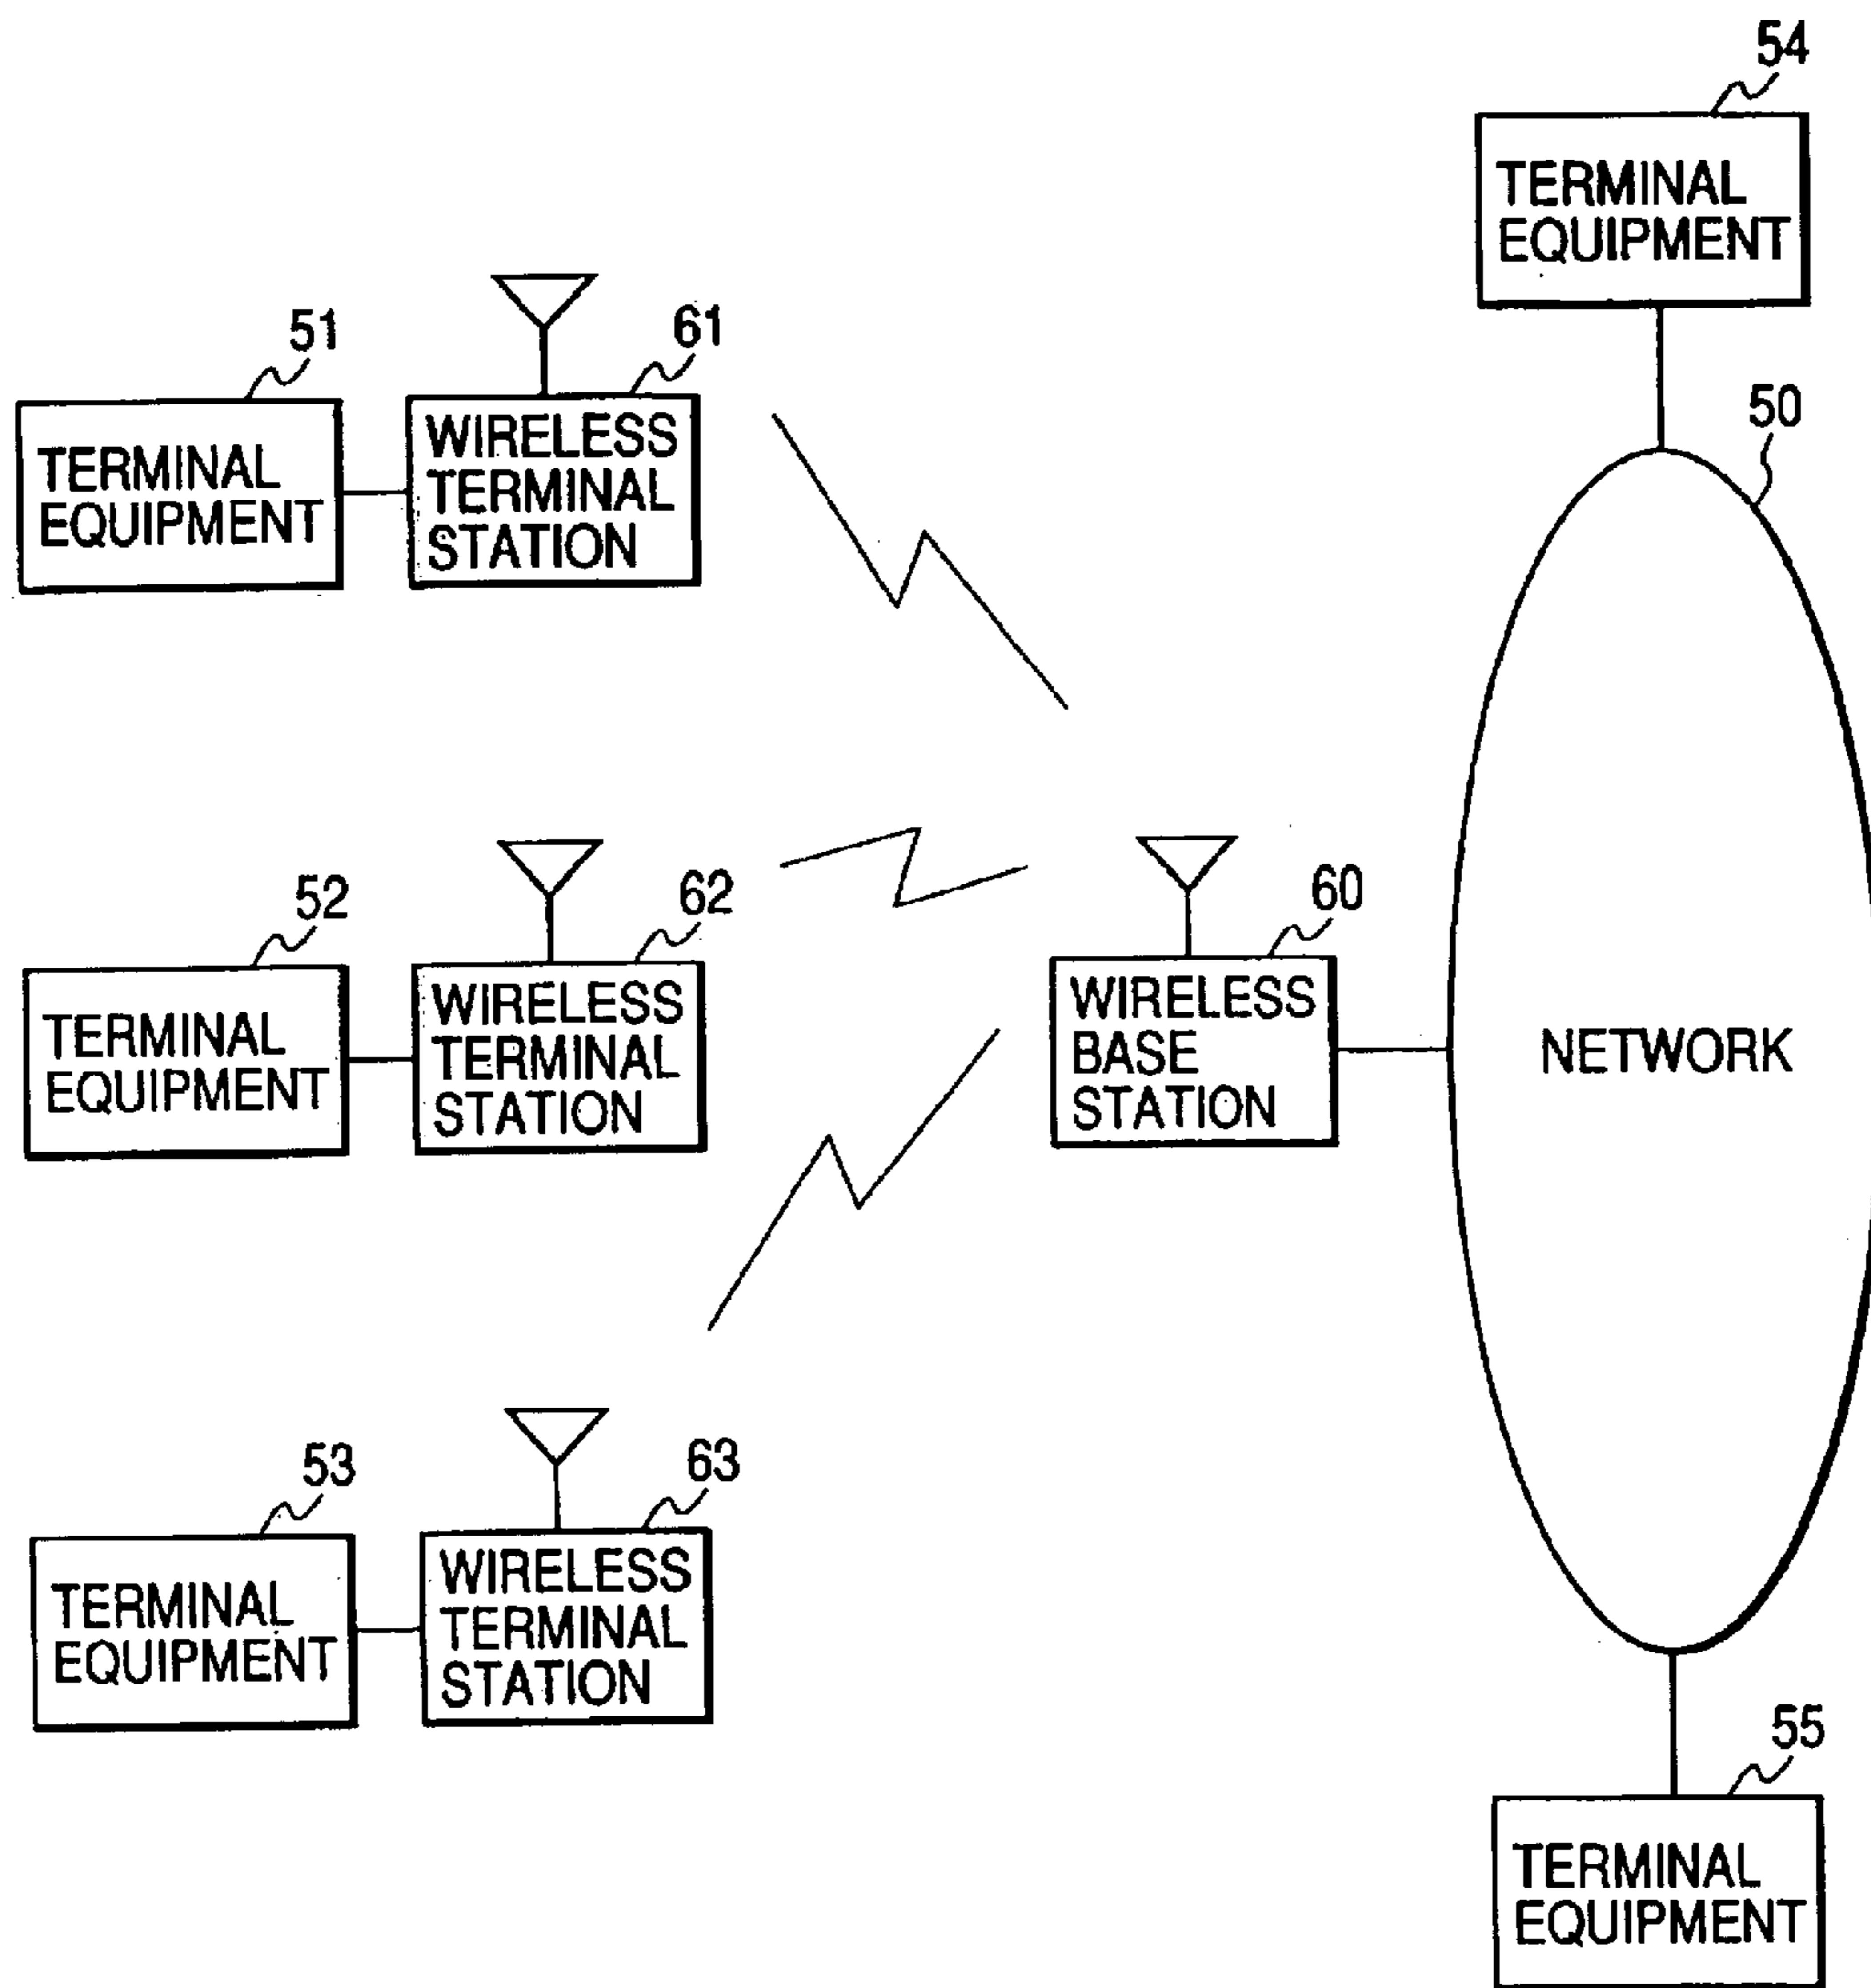 54
TERMINAL
EQUIPMENT
51
61
TERMINAL
EQUIPMENT
WIRELESS
TERMINAL
STATION
50
52
62
60
TERMINAL
EQUIPMENT
WIRELESS
TERMINAL
STATION
WIRELESS
BASE
STATION
NETWORK
53
63
TERMINAL
EQUIPMENT
WIRELESS
TERMINAL
STATION
55
TERMINAL
EQUIPMENT